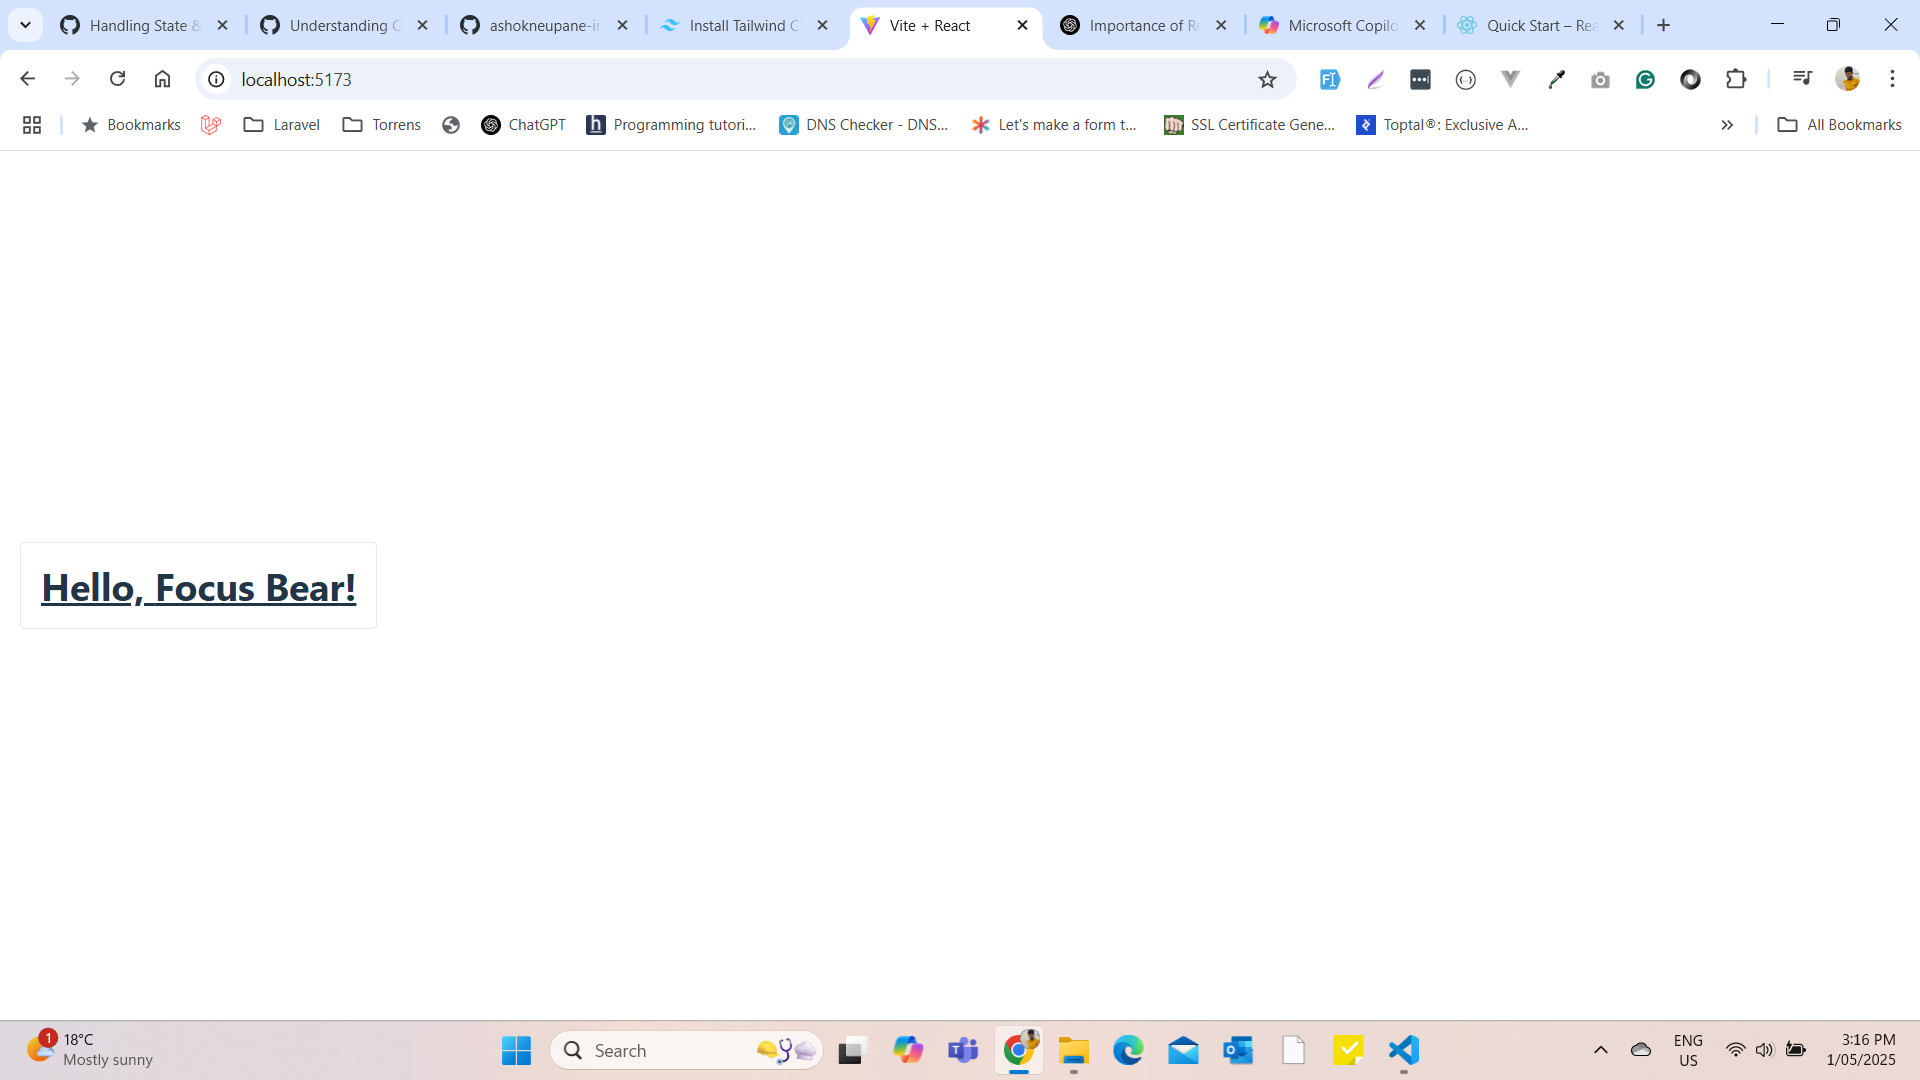 Handling State &
Understanding C
ashokneupane-in
Install Tailwind C
Vite + React
Importance of Re
Microsoft Copilo
Quick Start – Rea
localhost:5173
Bookmarks
Laravel
Torrens
ChatGPT
Programming tutori...
DNS Checker - DNS...
Let's make a form t...
SSL Certificate Gene...
Toptal®: Exclusive A...
All Bookmarks
Hello, Focus Bear!
1
18°C
Mostly sunny
Search
ENG
US
3:16 PM
1/05/2025